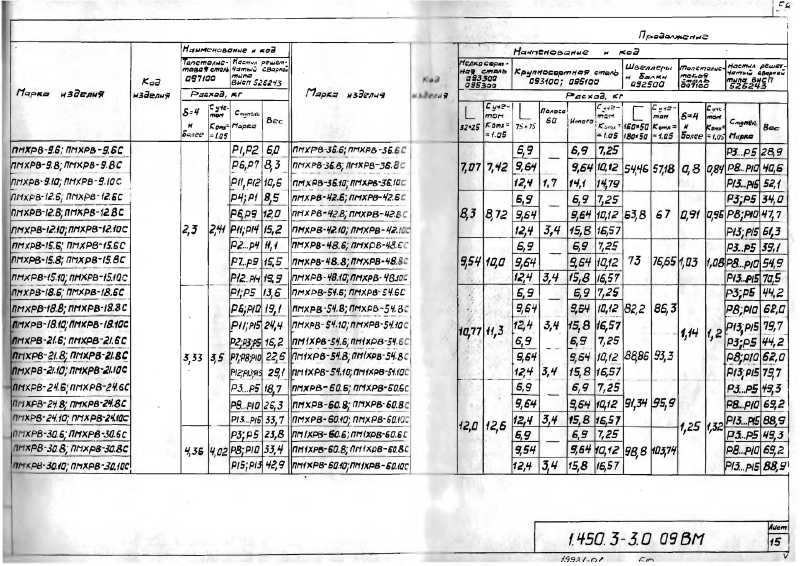 Продолжение
Марка изделия | Код изделия | Наименование и код | Марка изделия | Код изделия | Наименование и код
Толстолистовая сталь 097100 | Настил решетчатый сварной типа ВИСП 526243 | Мелкосортная сталь 093300 095300 | Крупносортная сталь 093100; 095100 | Швеллеры и балки 092500 | Толстолистовая сталь 097100 | Настил решетчатый сварной типа ВИСП 526243
Расход, кг | Расход, кг
δ=4 и более | С учетом Котх=1.05 | Ступень, Марка | Вес | 32×25 | С учетом Котх=1.05 | 75×75 | Полоса 60 | Итого | С учетом Котх=1.05 | 160×50 180×50 | С учетом Котх=1.05 | δ=4 и более | С учетом Котх=1.05 | Ступень, Марка | Вес
ПМХРВ-9.6; ПМХРВ-9.6С | Р1, Р2 | 6,0 | ПМХРВ-36.6; ПМХРВ-36.6С | 6,9 | — | 6,9 | 7,25 | Р3...Р5 | 28,9
ПМХРВ-9.8; ПМХРВ-9.8С | Р6, Р7 | 8,3 | ПМХРВ-36.8; ПМХРВ-36.8С | 7,07 | 7,42 | 9,64 | 9,64 | 10,12 | 54,46 | 57,18 | 0,8 | 0,84 | Р8...Р10 | 40,6
ПМХРВ-9.10; ПМХРВ-9.10С | Р11, Р12 | 10,6 | ПМХРВ-36.10; ПМХРВ-36.10С | 12,4 | 1,7 | 14,1 | 14,79 | Р13...Р15 | 52,1
ПМХРВ-12.6; ПМХРВ-12.6С | Р4; Р1 | 8,5 | ПМХРВ-42.6; ПМХРВ-42.6С | 6,9 | — | 6,9 | 7,25 | Р3; Р5 | 34,0
ПМХРВ-12.8; ПМХРВ-12.8С | Р6, Р9 | 12,0 | ПМХРВ-42.8; ПМХРВ-42.8С | 8,3 | 8,72 | 9,64 | 9,64 | 10,12 | 63,8 | 67 | 0,91 | 0,96 | Р8; Р10 | 47,7
ПМХРВ-12.10; ПМХРВ-12.10С | 2,3 | 2,41 | Р11; Р14 | 15,2 | ПМХРВ-42.10; ПМХРВ-42.10С | 12,4 | 3,4 | 15,8 | 16,57 | Р13; Р15 | 61,3
ПМХРВ-15.6; ПМХРВ-15.6С | Р2...Р4 | 11,1 | ПМХРВ-48.6; ПМХРВ-48.6С | 6,9 | — | 6,9 | 7,25 | Р3...Р5 | 39,1
ПМХРВ-15.8; ПМХРВ-15.8С | Р7...Р9 | 15,5 | ПМХРВ-48.8; ПМХРВ-48.8С | 9,54 | 10,0 | 9,64 | 9,64 | 10,12 | 73 | 76,65 | 1,03 | 1,08 | Р8...Р10 | 54,9
ПМХРВ-15.10; ПМХРВ-15.10С | Р12...Р14 | 19,9 | ПМХРВ-48.10; ПМХРВ-48.10С | 12,4 | 3,4 | 15,8 | 16,57 | Р13...Р15 | 70,5
ПМХРВ-18.6; ПМХРВ-18.6С | Р1; Р5 | 13,6 | ПМХРВ-54.6; ПМХРВ-54.6С | 6,9 | — | 6,9 | 7,25 | Р3; Р5 | 44,2
ПМХРВ-18.8; ПМХРВ-18.8С | Р6; Р10 | 19,1 | ПМХРВ-54.8; ПМХРВ-54.8С | 9,64 | 9,64 | 10,12 | 82,2 | 86,3 | Р8; Р10 | 62,0
ПМХРВ-18.10; ПМХРВ-18.10С | Р11; Р15 | 24,4 | ПМХРВ-54.10; ПМХРВ-54.10С | 10,77 | 11,3 | 12,4 | 3,4 | 15,8 | 16,57 | 1,14 | 1,2 | Р13; Р15 | 79,7
ПМХРВ-21.6; ПМХРВ-21.6С | Р2; Р3; Р5 | 16,2 | ПМ1ХРВ-54.6; ПМ1ХРВ-54.6С | 6,9 | — | 6,9 | 7,25 | Р3; Р5 | 44,2
ПМХРВ-21.8; ПМХРВ-21.8С | 3,33 | 3,5 | Р7; Р8; Р10 | 22,6 | ПМ1ХРВ-54.8; ПМ1ХРВ-54.8С | 9,64 | 9,64 | 10,12 | 88,86 | 93,3 | Р8; Р10 | 62,0
ПМХРВ-21.10; ПМХРВ-21.10С | Р12; Р13; Р15 | 29,1 | ПМ1ХРВ-54.10; ПМ1ХРВ-54.10С | 12,4 | 3,4 | 15,8 | 16,57 | Р13; Р15 | 79,7
ПМХРВ-24.6; ПМХРВ-24.6С | Р3...Р5 | 18,7 | ПМХРВ-60.6; ПМХРВ-60.6С | 6,9 | — | 6,9 | 7,25 | Р3...Р5 | 49,3
ПМХРВ-24.8; ПМХРВ-24.8С | Р8...Р10 | 26,3 | ПМХРВ-60.8; ПМХРВ-60.8С | 9,64 | 9,64 | 10,12 | 91,34 | 95,9 | Р8...Р10 | 69,2
ПМХРВ-24.10; ПМХРВ-24.10С | Р13...Р15 | 33,7 | ПМХРВ-60.10; ПМХРВ-60.10С | 12,0 | 12,6 | 12,4 | 3,4 | 15,8 | 16,57 | 1,25 | 1,32 | Р13...Р15 | 88,9
ПМХРВ-30.6; ПМХРВ-30.6С | Р3; Р5 | 23,8 | ПМ1ХРВ-60.6; ПМ1ХРВ-60.6С | 6,9 | — | 6,9 | 7,25 | Р3...Р5 | 49,3
ПМХРВ-30.8; ПМХРВ-30.8С | 4,36 | 4,02 | Р8; Р10 | 33,4 | ПМ1ХРВ-60.8; ПМ1ХРВ-60.8С | 9,54 | 9,64 | 10,12 | 98,8 | 103,74 | Р8...Р10 | 69,2
ПМХРВ-30.10; ПМХРВ-30.10С | Р15; Р13 | 42,9 | ПМ1ХРВ-60.10; ПМ1ХРВ-60.10С | 12,4 | 3,4 | 15,8 | 16,57 | Р13...Р15 | 88,9
1.450.3-3.0 09ВМ
Лист
15